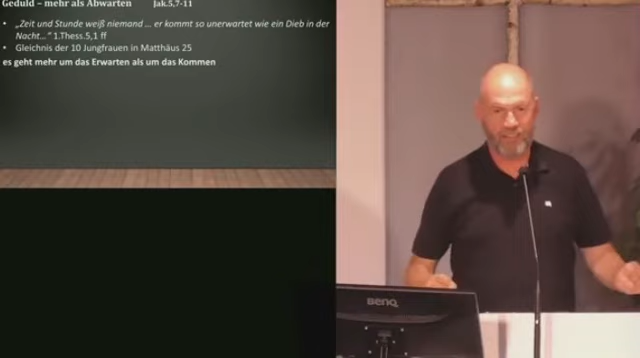 Geduld – mehr als Abwarten Jak.5,7-11
• „Zeit und Stunde weiß niemand ... er kommt so unerwartet wie ein Dieb in der
Nacht...“ 1.Thess.5,1 ff
• Gleichnis der 10 Jungfrauen in Matthäus 25
es geht mehr um das Erwarten als um das Kommen
BENQ